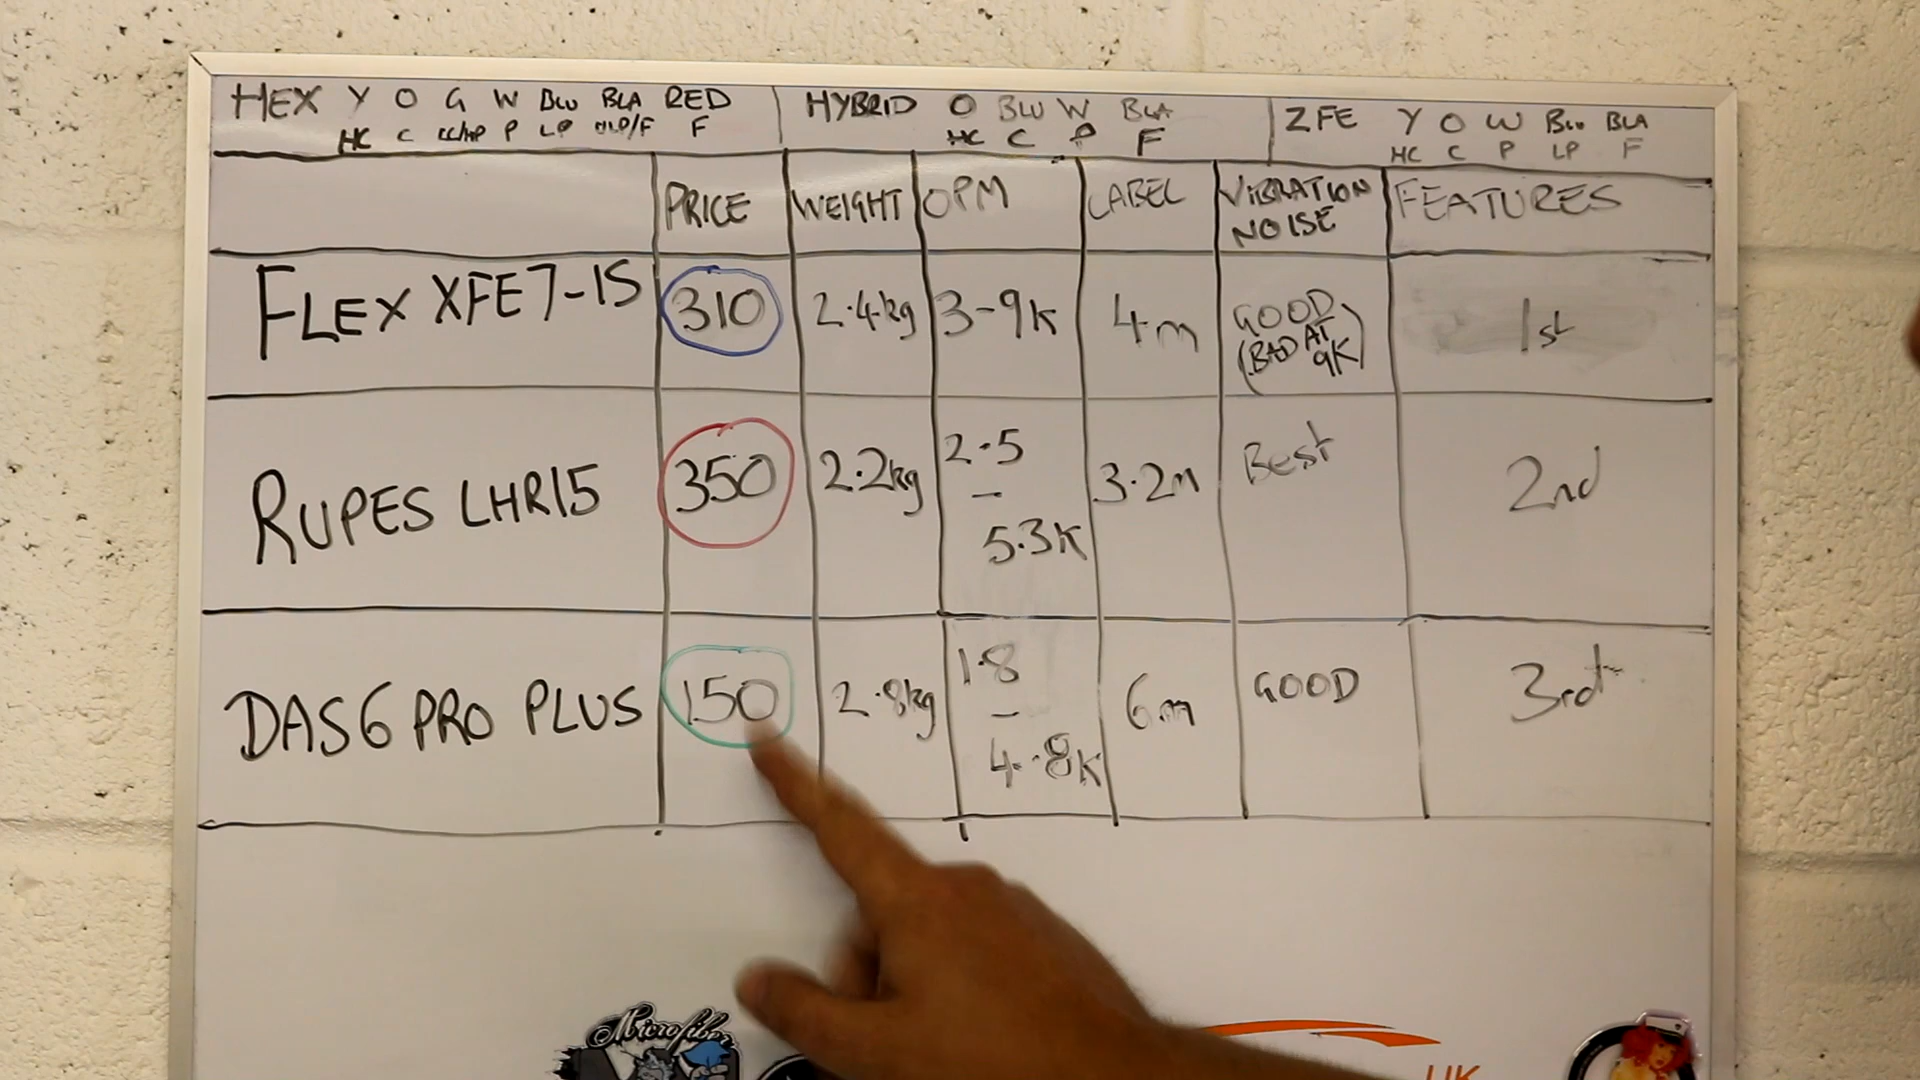 HEX Y O G W BLU BLA RED HYBRID O BLU W BLA ZFE Y O W BLU BLA
HC C P LP F HC C P F HC C P LP F
PRICE WEIGHT OPM CABEL VIBRATION NOISE FEATURES
FLEX XFE7-15 310 2.4kg 3-9K 4m GOOD (BAD AT 9K) 1st
RUPES LHR15 350 2.2kg 2.5 - 5.3K 3.2m Best 2nd
DAS6 PRO PLUS 150 2.8kg 1.8 - 4.8K 6m GOOD 3rd
Microfiber
UK